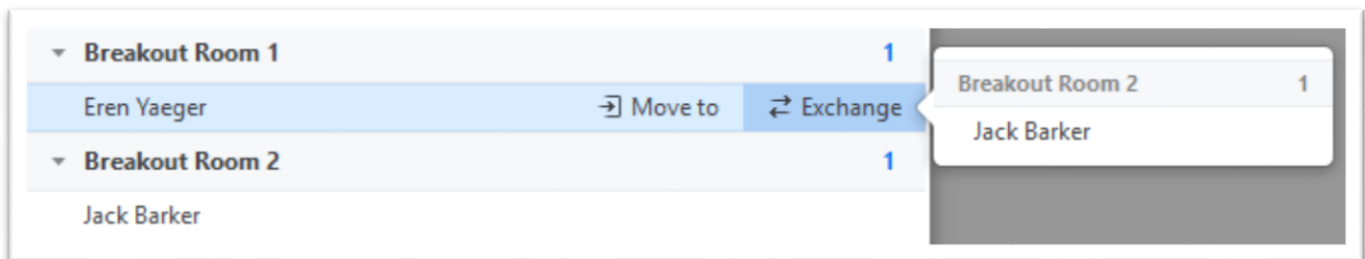 Breakout Room 1 1
Eren Yaeger Move to Exchange
Breakout Room 2 1
Jack Barker
Breakout Room 2 1
Jack Barker